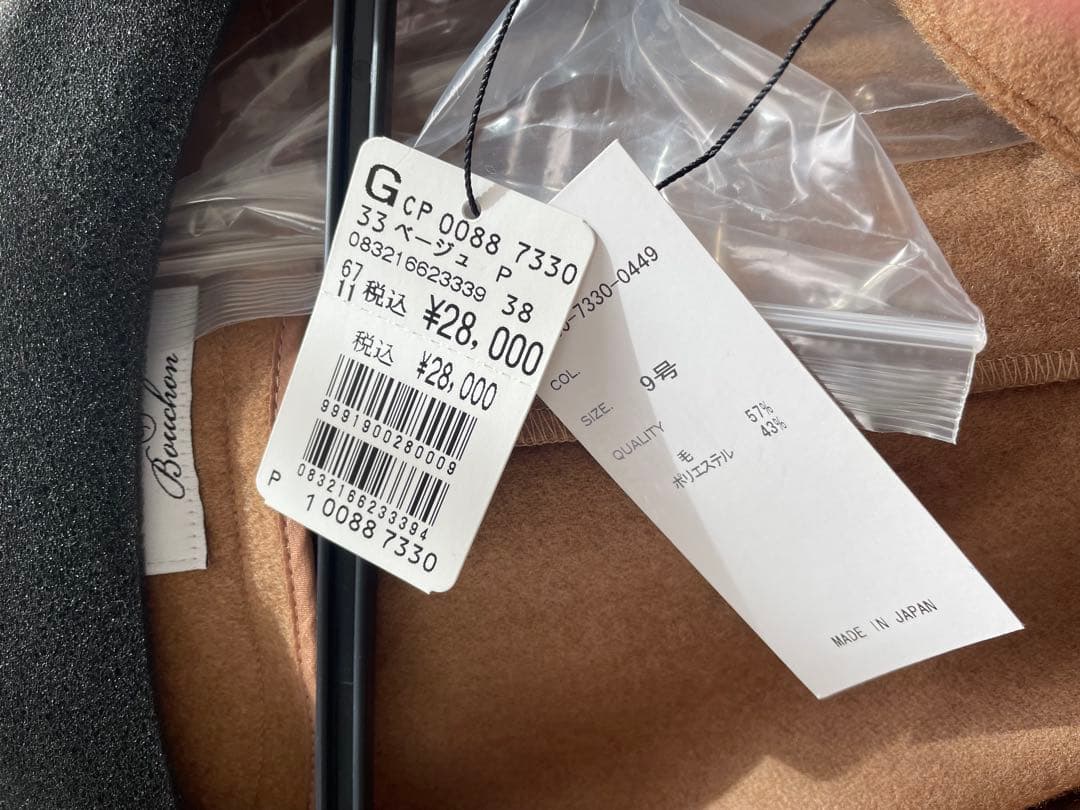 G CP 0088 7330
33 ベージュ P
083216623339 38
67
11 税込 ¥28,000
税込 ¥28,000
9991900280009
0832166233394
P 1 0088 7330
-7330-0449
COL.
SIZE. 9号
QUALITY
毛 57%
ポリエステル 43%
MADE IN JAPAN
Bouchon